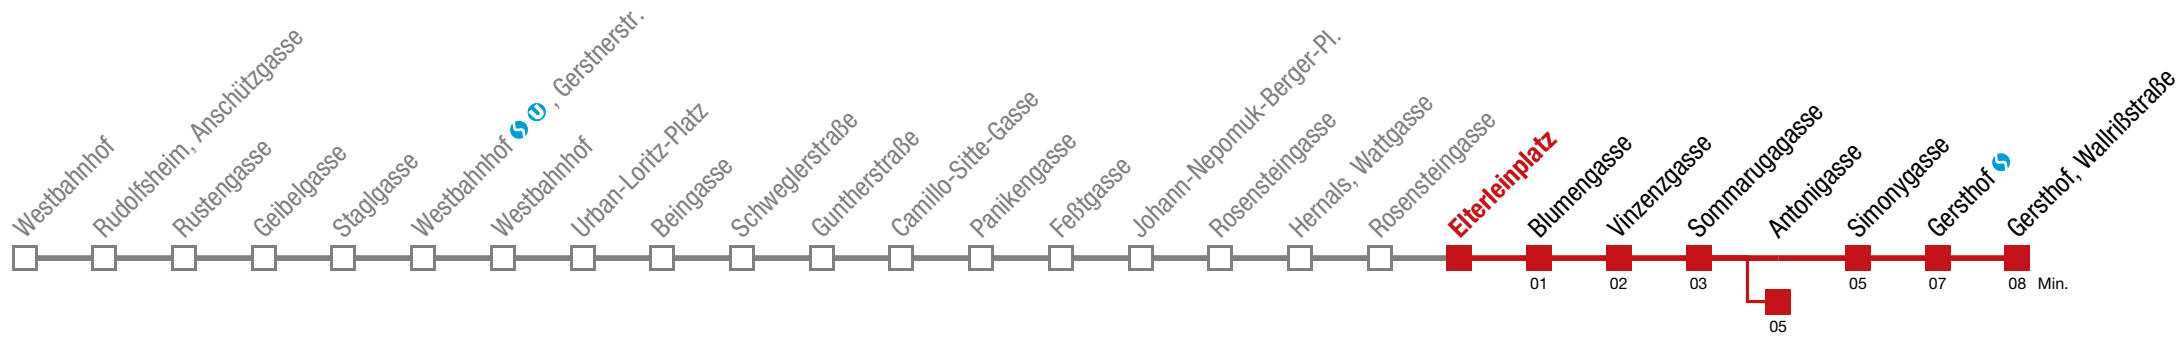 Westbahnhof
Rudolfsheim, Anschützgasse
Rustengasse
Geibelgasse
Staglgasse
Westbahnhof S U , Gerstnerstr.
Westbahnhof
Urban-Loritz-Platz
Beingasse
Schweglerstraße
Guntherstraße
Camillo-Sitte-Gasse
Panikengasse
Feßtgasse
Johann-Nepomuk-Berger-Pl.
Rosensteingasse
Hernals, Wattgasse
Rosensteingasse
Elterleinplatz
Blumengasse
Vinzenzgasse
Sommarugagasse
Antonigasse
Simonygasse
Gersthof S
Gersthof, Wallrißstraße
01 02 03 05 07 08 Min.
05